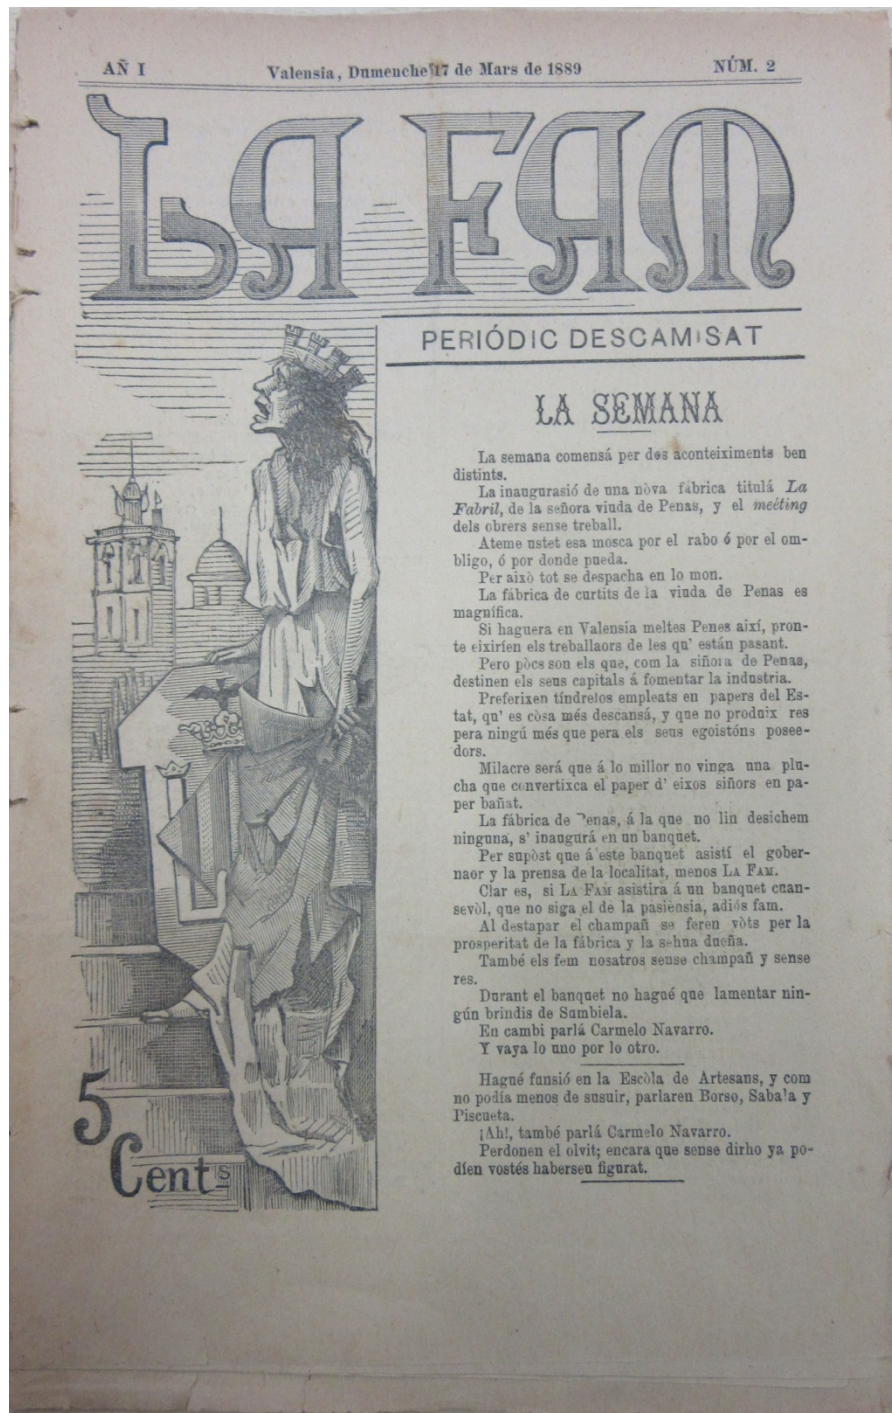 AÑ I
Valensia, Dumenche 17 de Mars de 1889
NÚM. 2
LA FAM
PERIÓDIC DESCAMISAT
LA SEMANA
La semana comensá per dos aconteiximents ben
distints.
La inaugurasió de una nòva fábrica titulá La
Fabril, de la señora viuda de Penas, y el meéting
dels obrers sense treball.
Ateme ustet esa mosca por el rabo ó por el om-
bligo, ó por donde pueda.
Per això tot se despacha en lo mon.
La fábrica de curtits de la viuda de Penas es
magnífica.
Si haguera en Valensia meltes Penes així, pron-
te eixiríen els treballaors de les qu' están pasant.
Pero pòcs son els que, com la siñora de Penas,
destinen els seus capitals á fomentar la industria.
Preferixen tíndrelos empleats en papers del Es-
tat, qu' es còsa més descansá, y que no produix res
pera ningú més que pera els seus egoistóns posee-
dors.
Milacre será que á lo millor no vinga una plu-
cha que convertixca el paper d' eixos siñors en pa-
per bañat.
La fábrica de Penas, á la que no lin desichem
ninguna, s' inaugurá en un banquet.
Per supòst que á este banquet asistí el gober-
naor y la prensa de la localitat, menos LA FAM.
Clar es, si LA FAM asistira á un banquet cuan-
sevòl, que no siga el de la pasiènsia, adiós fam.
Al destapar el champañ se feren vòts per la
prosperitat de la fábrica y la sehua dueña.
També els fem nosatros sense champañ y sense
res.
Durant el banquet no hagué que lamentar nin-
gún brindis de Sumbiela.
En cambi parlá Carmelo Navarro.
Y vaya lo uno por lo otro.
Hagué funsió en la Escòla de Artesans, y com
no podía menos de susuir, parlaren Borso, Sabala y
Piscueta.
¡Ah!, també parlá Carmelo Navarro.
Perdonen el olvit; encara que sense dirho ya po-
díen vostés haberseu figurat.
5
Cents